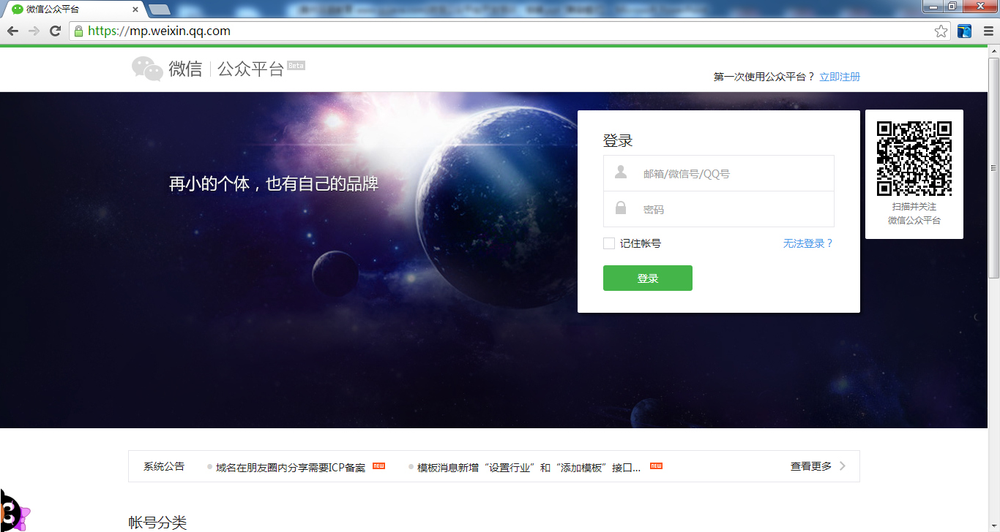 微信公众平台
https://mp.weixin.qq.com
微信 | 公众平台 Beta
第一次使用公众平台？ 立即注册
再小的个体，也有自己的品牌
登录
邮箱/微信号/QQ号
密码
记住帐号 无法登录？
登录
扫描并关注
微信公众平台
系统公告 域名在朋友圈内分享需要ICP备案 NEW 模板消息新增“设置行业”和“添加模板”接口... NEW 查看更多
帐号分类